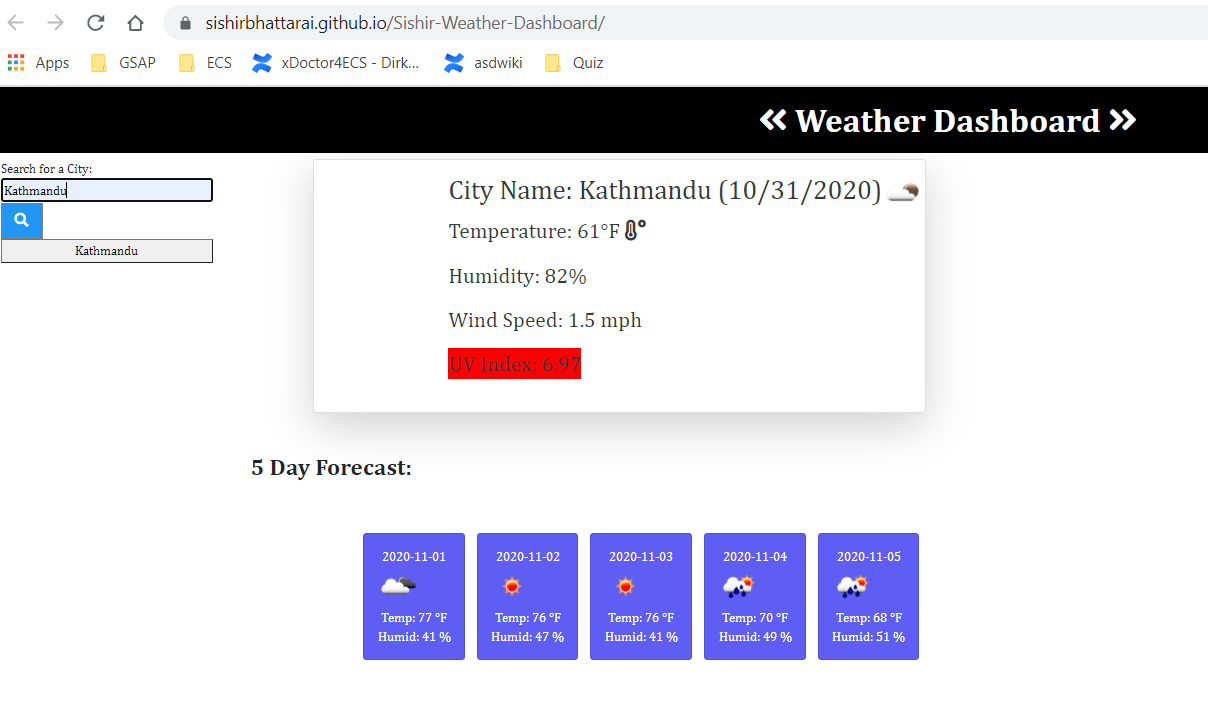 sishirbhattarai.github.io/Sishir-Weather-Dashboard/
Apps GSAP ECS xDoctor4ECS - Dirk... asdwiki Quiz
Weather Dashboard
Search for a City:
Kathmandu
Kathmandu
City Name: Kathmandu (10/31/2020)
Temperature: 61°F
Humidity: 82%
Wind Speed: 1.5 mph
UV Index: 6.97
5 Day Forecast:
2020-11-01
Temp: 77 °F
Humid: 41 %
2020-11-02
Temp: 76 °F
Humid: 47 %
2020-11-03
Temp: 76 °F
Humid: 41 %
2020-11-04
Temp: 70 °F
Humid: 49 %
2020-11-05
Temp: 68 °F
Humid: 51 %